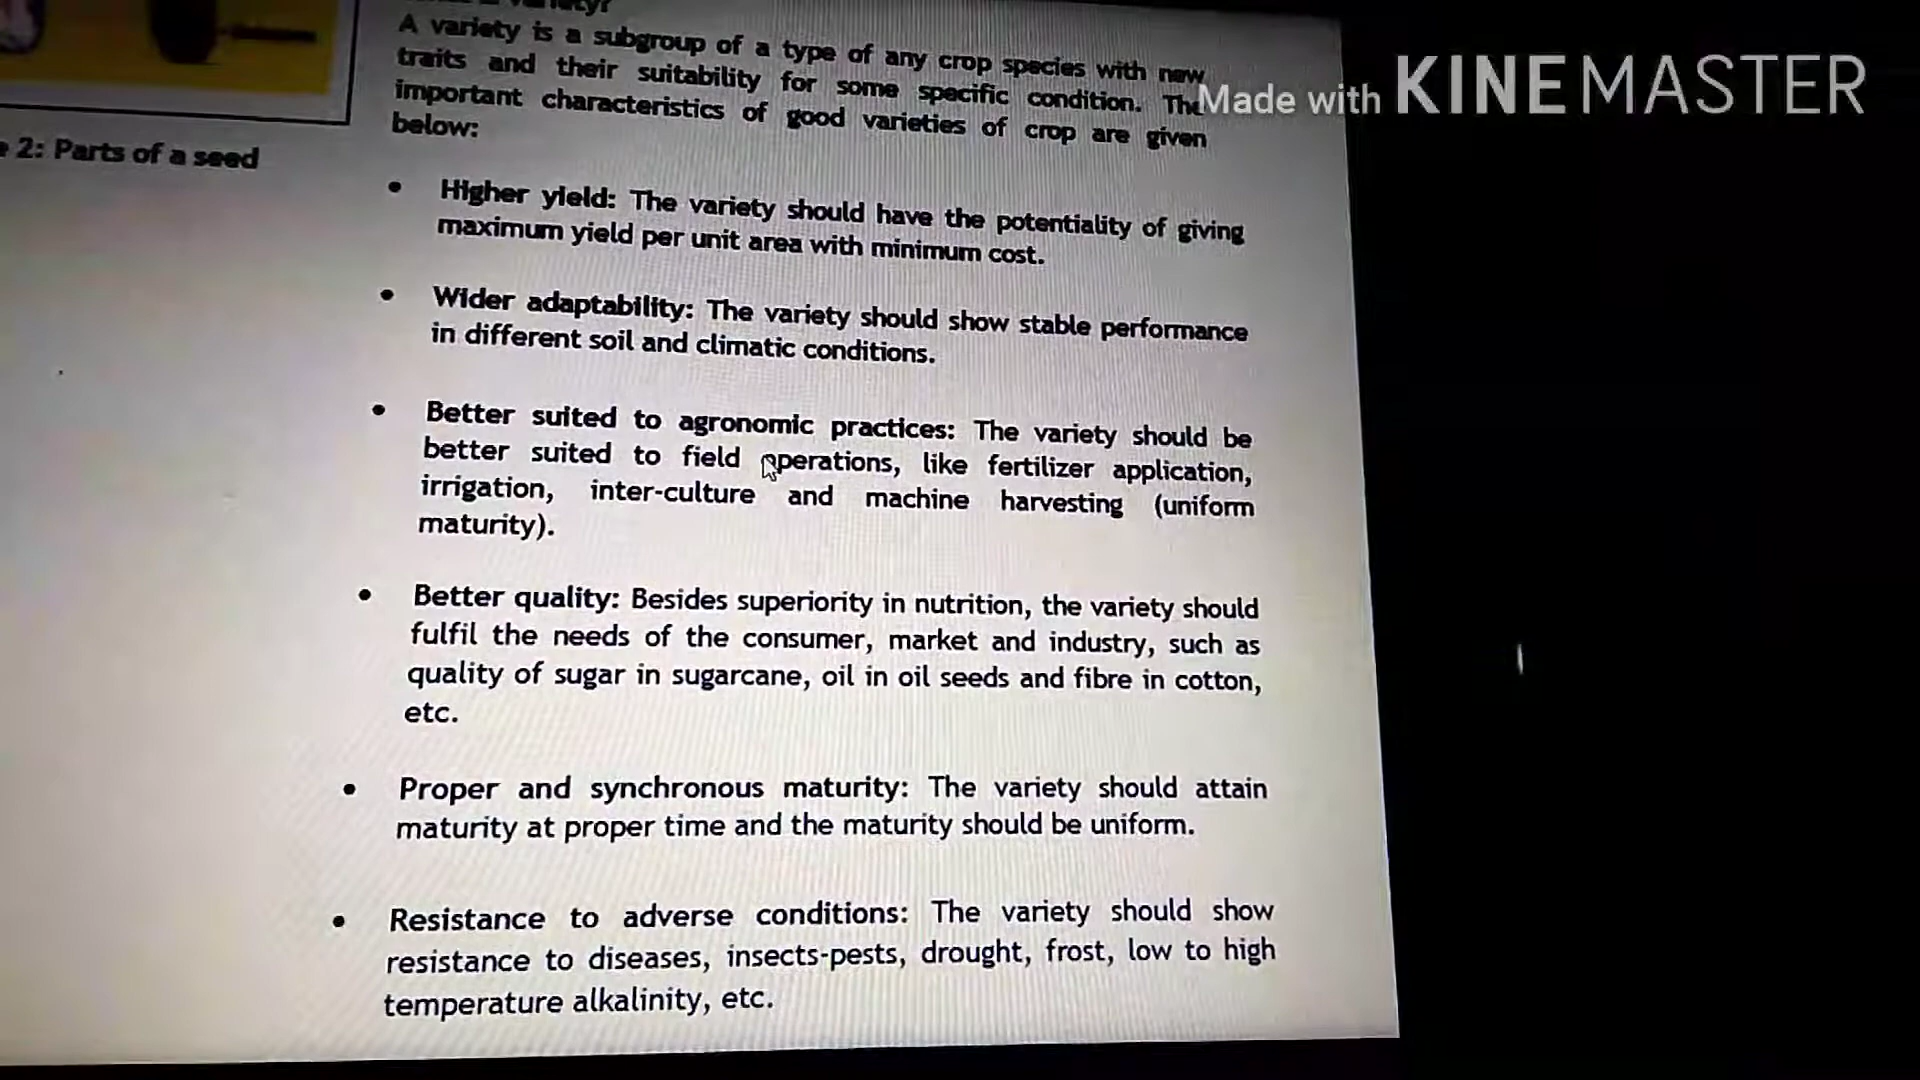 A variety is a subgroup of a type of any crop species with new
traits and their suitability for some specific condition. The
important characteristics of good varieties of crop are given
below:
Made with KINEMASTER
2: Parts of a seed
• Higher yield: The variety should have the potentiality of giving
maximum yield per unit area with minimum cost.
• Wider adaptability: The variety should show stable performance
in different soil and climatic conditions.
• Better suited to agronomic practices: The variety should be
better suited to field operations, like fertilizer application,
irrigation, inter-culture and machine harvesting (uniform
maturity).
• Better quality: Besides superiority in nutrition, the variety should
fulfil the needs of the consumer, market and industry, such as
quality of sugar in sugarcane, oil in oil seeds and fibre in cotton,
etc.
• Proper and synchronous maturity: The variety should attain
maturity at proper time and the maturity should be uniform.
• Resistance to adverse conditions: The variety should show
resistance to diseases, insects-pests, drought, frost, low to high
temperature alkalinity, etc.